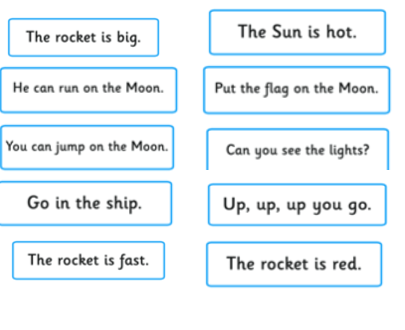 The rocket is big.
The Sun is hot.
He can run on the Moon.
Put the flag on the Moon.
You can jump on the Moon.
Can you see the lights?
Go in the ship.
Up, up, up you go.
The rocket is fast.
The rocket is red.